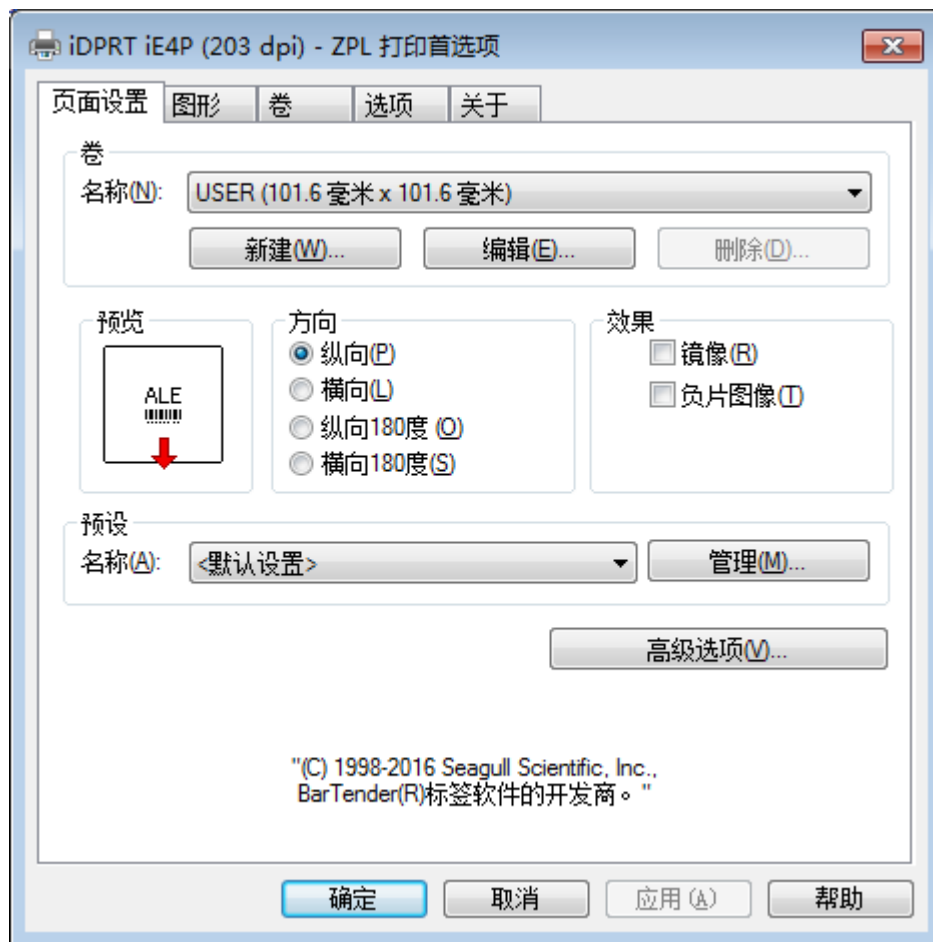 iDPRT iE4P (203 dpi) - ZPL 打印首选项
页面设置 图形 卷 选项 关于
卷
名称(N): USER (101.6 毫米 x 101.6 毫米)
新建(W)... 编辑(E)... 删除(D)...
预览 方向 效果
ALE
纵向(P)
横向(L)
纵向180度 (O)
横向180度(S)
镜像(R)
负片图像(T)
预设
名称(A): <默认设置> 管理(M)...
高级选项(V)...
"(C) 1998-2016 Seagull Scientific, Inc.,
BarTender(R)标签软件的开发商。"
确定 取消 应用(A) 帮助